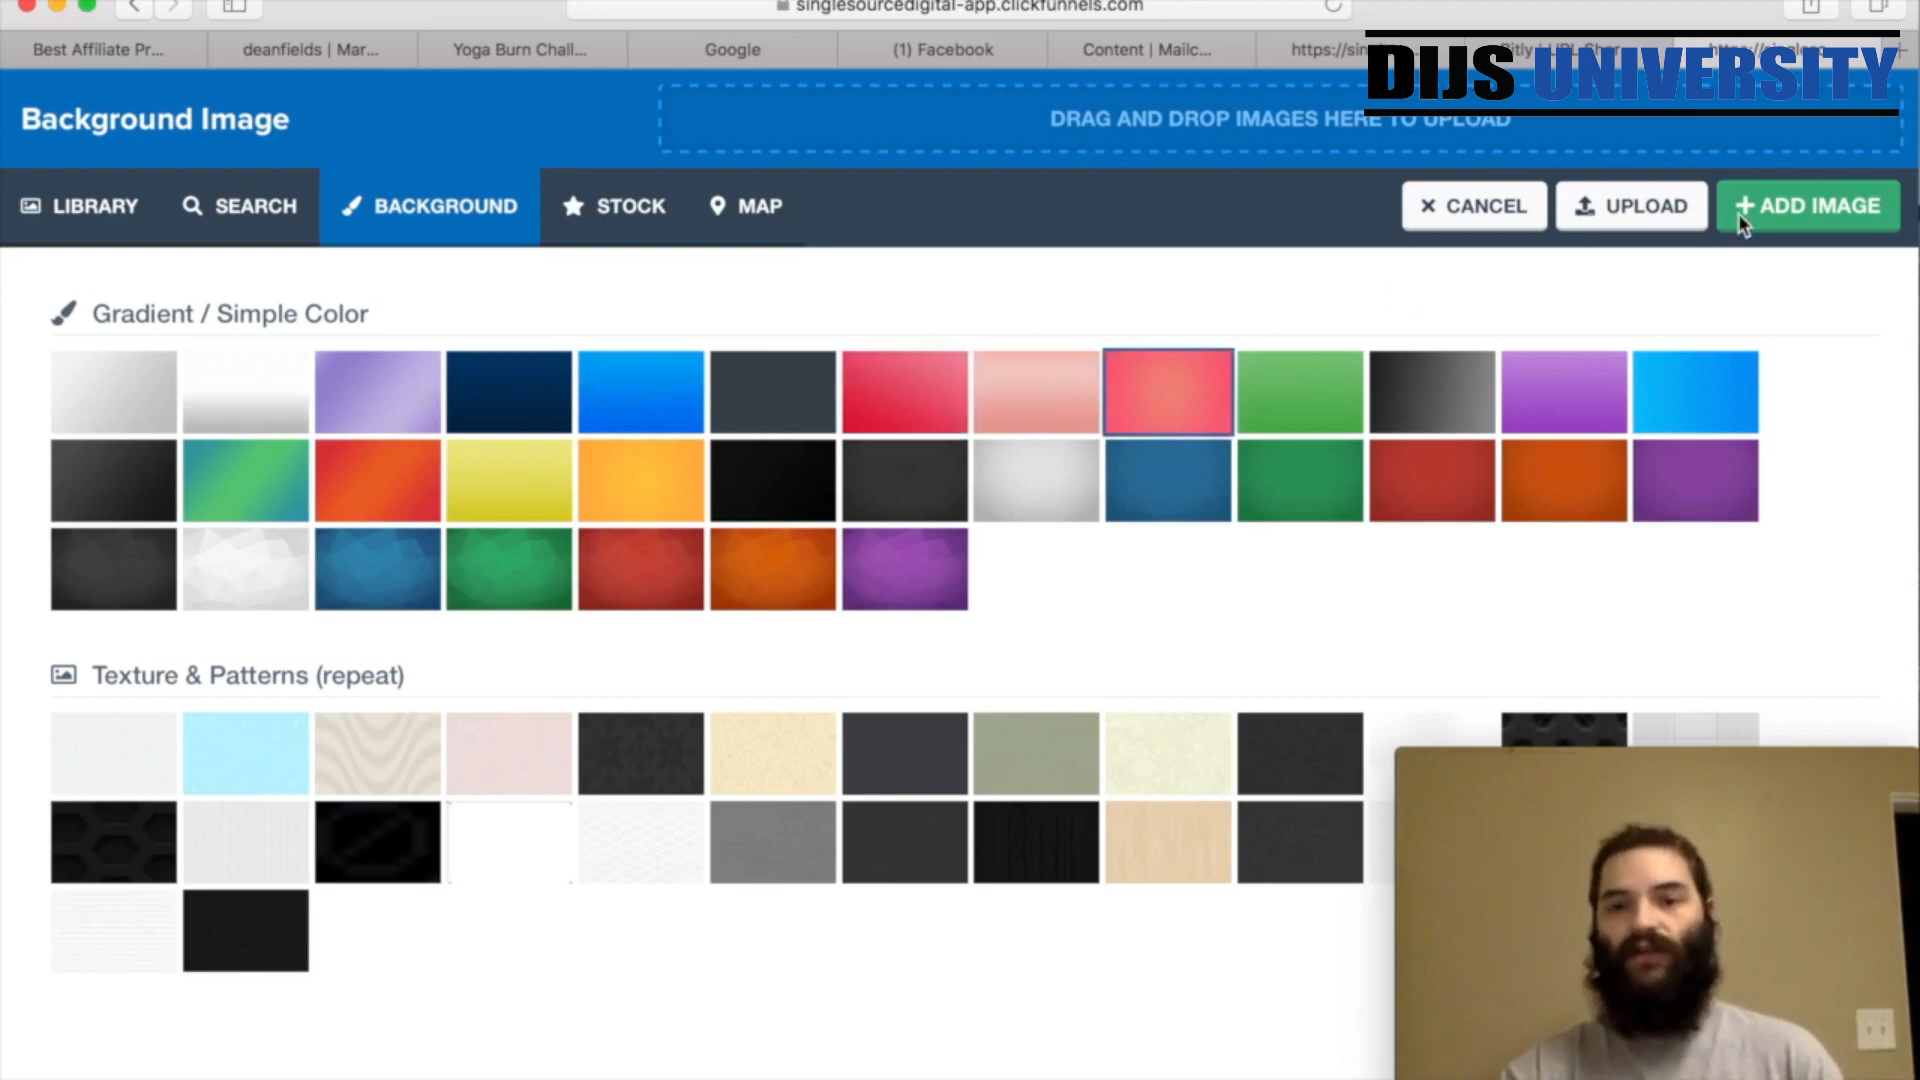 singlesourcedigital-app.clickfunnels.com
Best Affiliate Pr...
deanfields | Mar...
Yoga Burn Chall...
Google
(1) Facebook
Content | Mailc...
DIJS UNIVERSITY
Background Image
DRAG AND DROP IMAGES HERE TO UPLOAD
LIBRARY
SEARCH
BACKGROUND
STOCK
MAP
CANCEL
UPLOAD
ADD IMAGE
Gradient / Simple Color
Texture & Patterns (repeat)